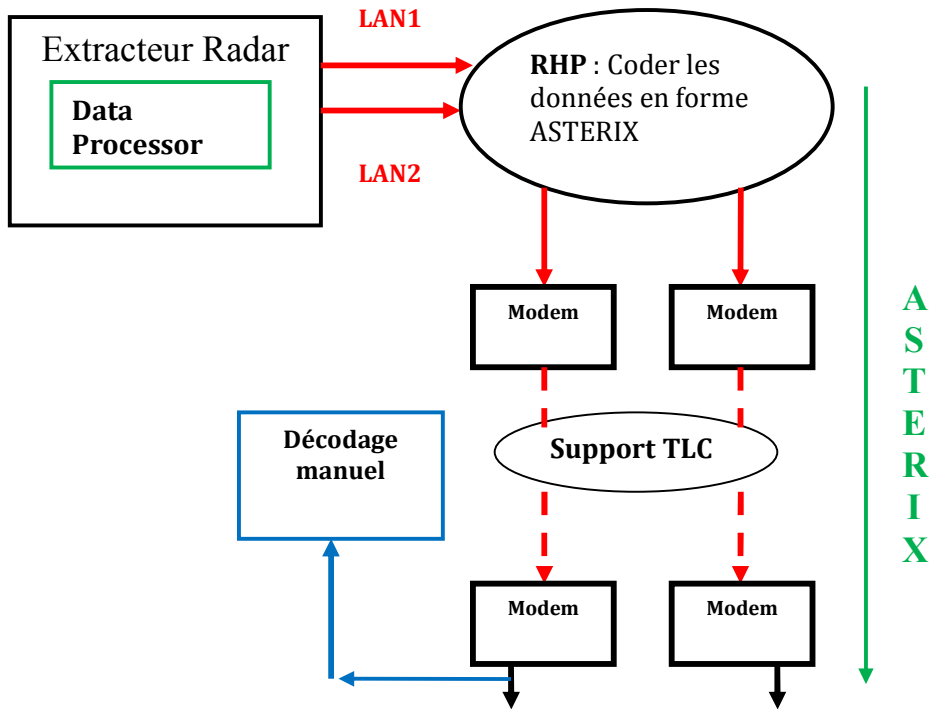 LAN1
Extracteur Radar
Data
Processor
RHP : Coder les
données en forme
ASTERIX
LAN2
Modem
Modem
A
S
T
E
R
I
X
Décodage
manuel
Support TLC
Modem
Modem